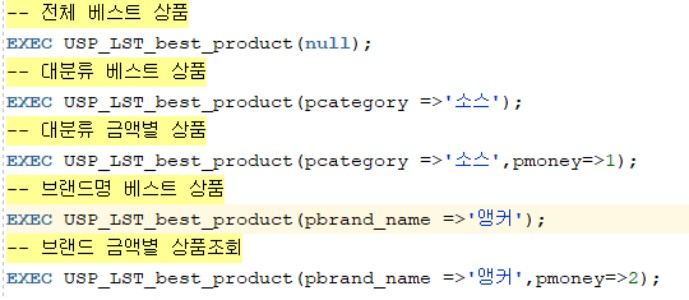 -- 전체 베스트 상품
EXEC USP_LST_best_product(null);
-- 대분류 베스트 상품
EXEC USP_LST_best_product(pcategory =>'소스');
-- 대분류 금액별 상품
EXEC USP_LST_best_product(pcategory =>'소스',pmoney=>1);
-- 브랜드명 베스트 상품
EXEC USP_LST_best_product(pbrand_name =>'앵커');
-- 브랜드 금액별 상품조회
EXEC USP_LST_best_product(pbrand_name =>'앵커',pmoney=>2);